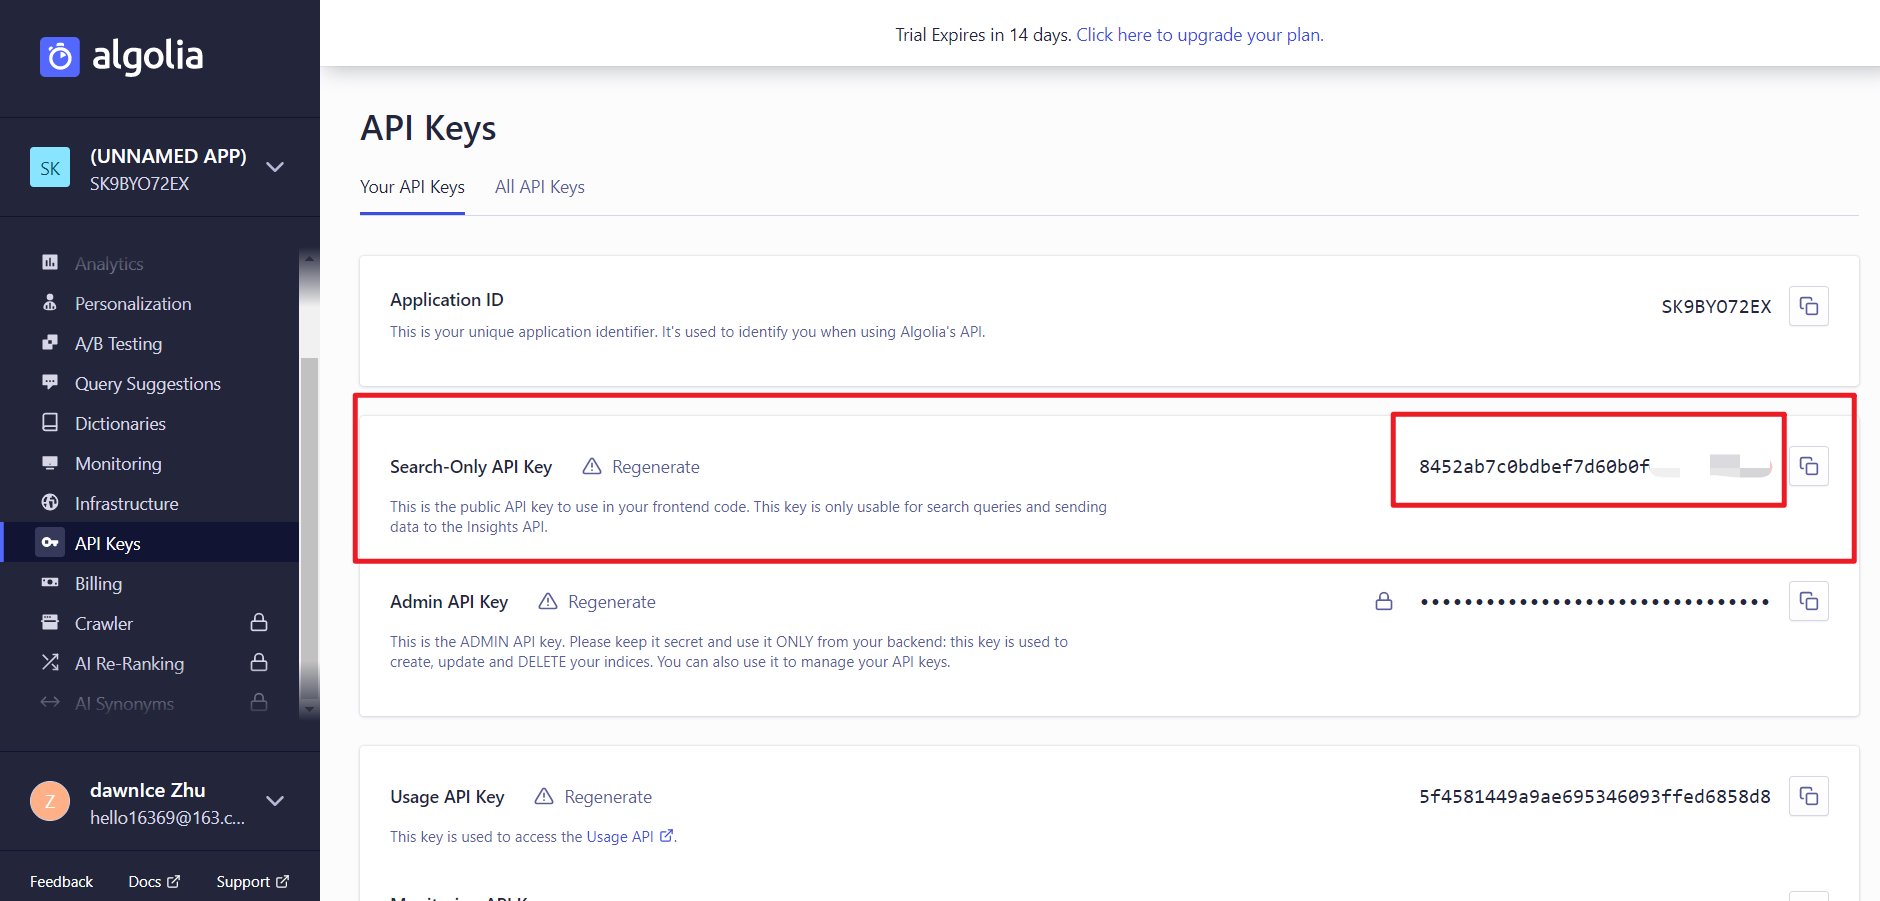 algolia
Trial Expires in 14 days. Click here to upgrade your plan.
SK
(UNNAMED APP)
SK9BYO72EX
Analytics
Personalization
A/B Testing
Query Suggestions
Dictionaries
Monitoring
Infrastructure
API Keys
Billing
Crawler
AI Re-Ranking
AI Synonyms
Z
dawnIce Zhu
hello16369@163.c...
Feedback Docs Support
API Keys
Your API Keys All API Keys
Application ID
SK9BYO72EX
This is your unique application identifier. It's used to identify you when using Algolia's API.
Search-Only API Key Regenerate
8452ab7c0bdbef7d60b0f
This is the public API key to use in your frontend code. This key is only usable for search queries and sending
data to the Insights API.
Admin API Key Regenerate
••••••••••••••••••••••••••••••••
This is the ADMIN API key. Please keep it secret and use it ONLY from your backend: this key is used to
create, update and DELETE your indices. You can also use it to manage your API keys.
Usage API Key Regenerate
5f4581449a9ae695346093ffed6858d8
This key is used to access the Usage API .